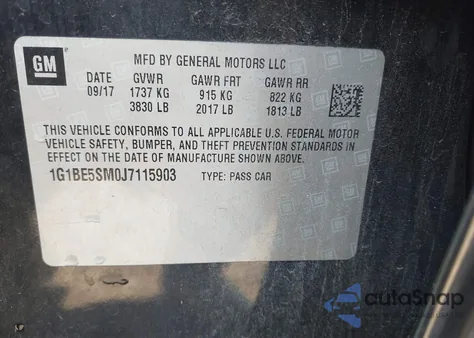 GM
MFD BY GENERAL MOTORS LLC
DATE GVWR GAWR FRT GAWR RR
09/17 1737 KG 915 KG 822 KG
3830 LB 2017 LB 1813 LB
THIS VEHICLE CONFORMS TO ALL APPLICABLE U.S. FEDERAL MOTOR
VEHICLE SAFETY, BUMPER, AND THEFT PREVENTION STANDARDS
IN EFFECT ON THE DATE OF MANUFACTURE SHOWN ABOVE.
1G1BE5SM0J7115903 TYPE: PASS CAR
autoSnap